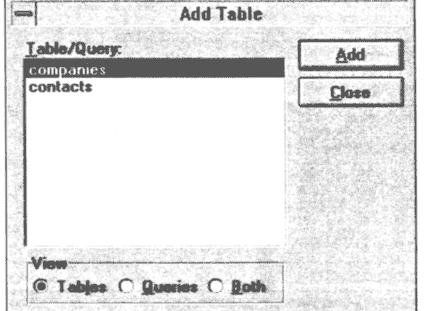 Add Table
Table/Query:
companies
contacts
Add
Close
View
Tables Queries Both